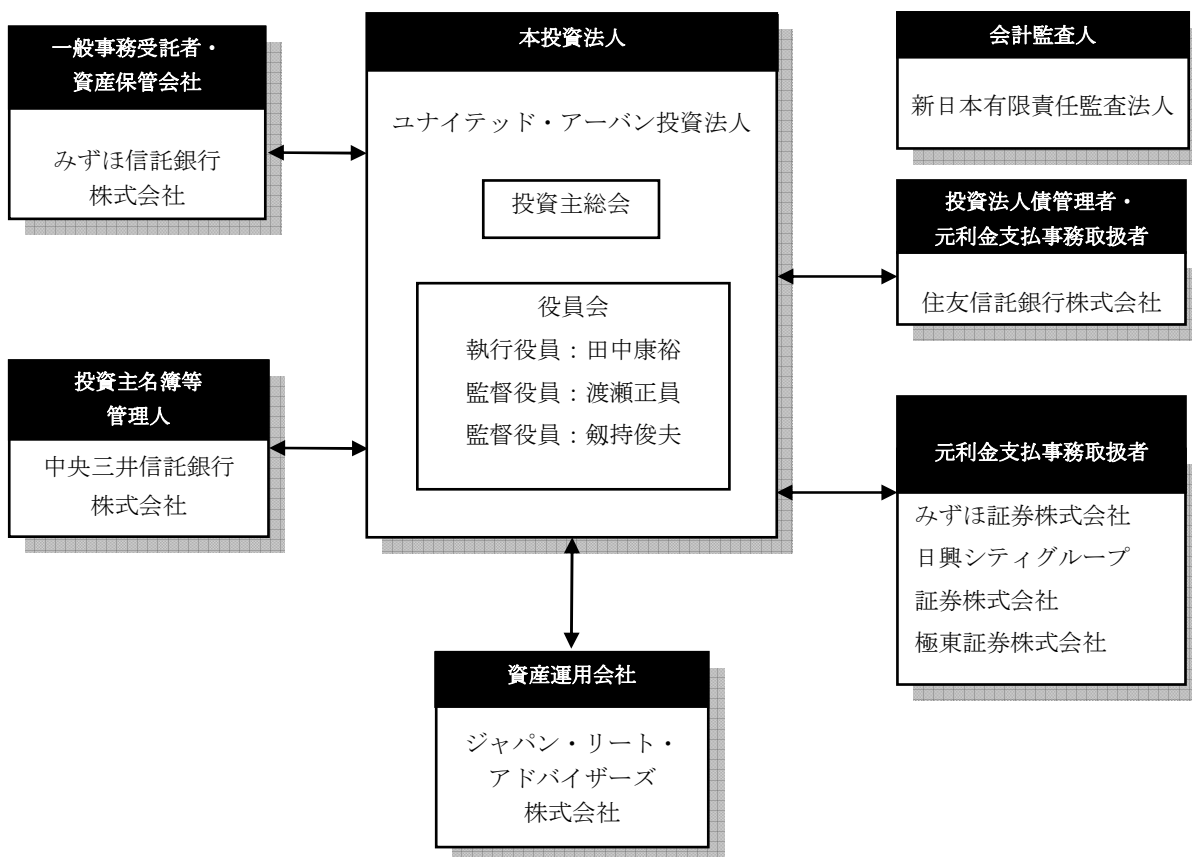 一般事務受託者・
資産保管会社
みずほ信託銀行
株式会社
投資主名簿等
管理人
中央三井信託銀行
株式会社
本投資法人
ユナイテッド・アーバン投資法人
投資主総会
役員会
執行役員：田中康裕
監督役員：渡瀬正員
監督役員：剱持俊夫
資産運用会社
ジャパン・リート・
アドバイザーズ
株式会社
会計監査人
新日本有限責任監査法人
投資法人債管理者・
元利金支払事務取扱者
住友信託銀行株式会社
元利金支払事務取扱者
みずほ証券株式会社
日興シティグループ
証券株式会社
極東証券株式会社